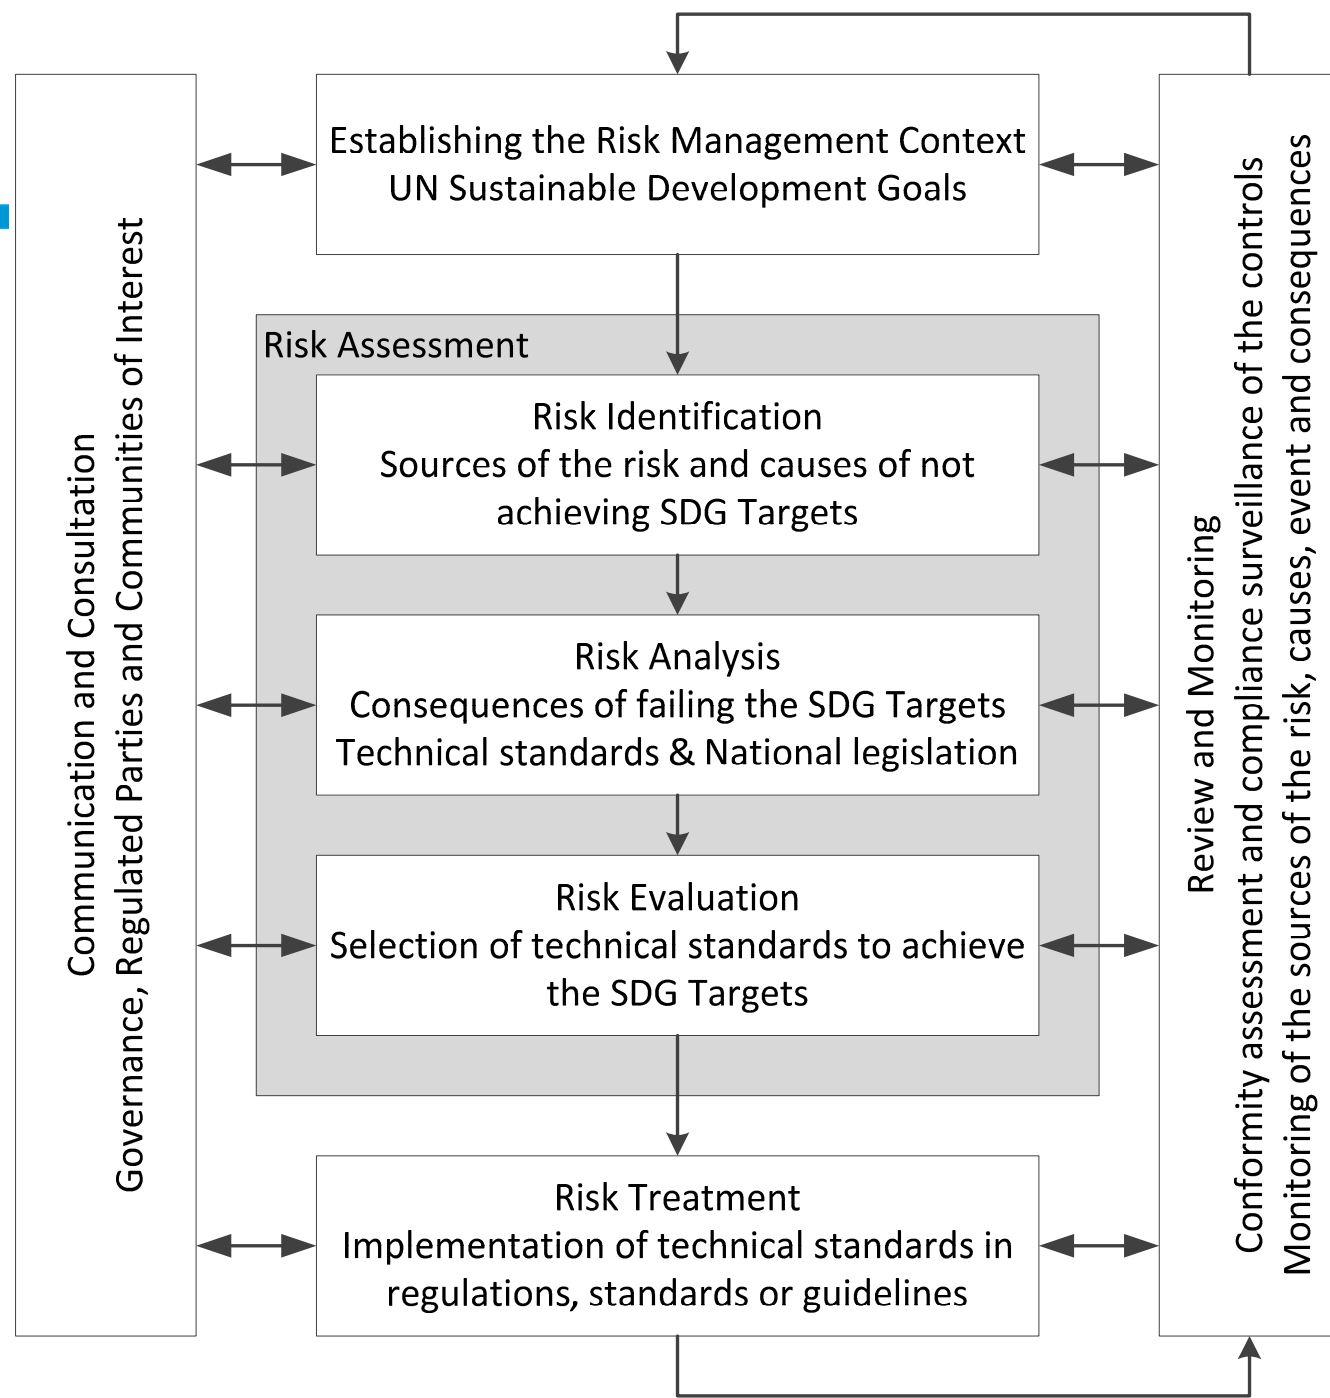 Communication and Consultation
Governance, Regulated Parties and Communities of Interest
Establishing the Risk Management Context
UN Sustainable Development Goals
Risk Assessment
Risk Identification
Sources of the risk and causes of not
achieving SDG Targets
Risk Analysis
Consequences of failing the SDG Targets
Technical standards & National legislation
Risk Evaluation
Selection of technical standards to achieve
the SDG Targets
Risk Treatment
Implementation of technical standards in
regulations, standards or guidelines
Review and Monitoring
Conformity assessment and compliance surveillance of the controls
Monitoring of the sources of the risk, causes, event and consequences